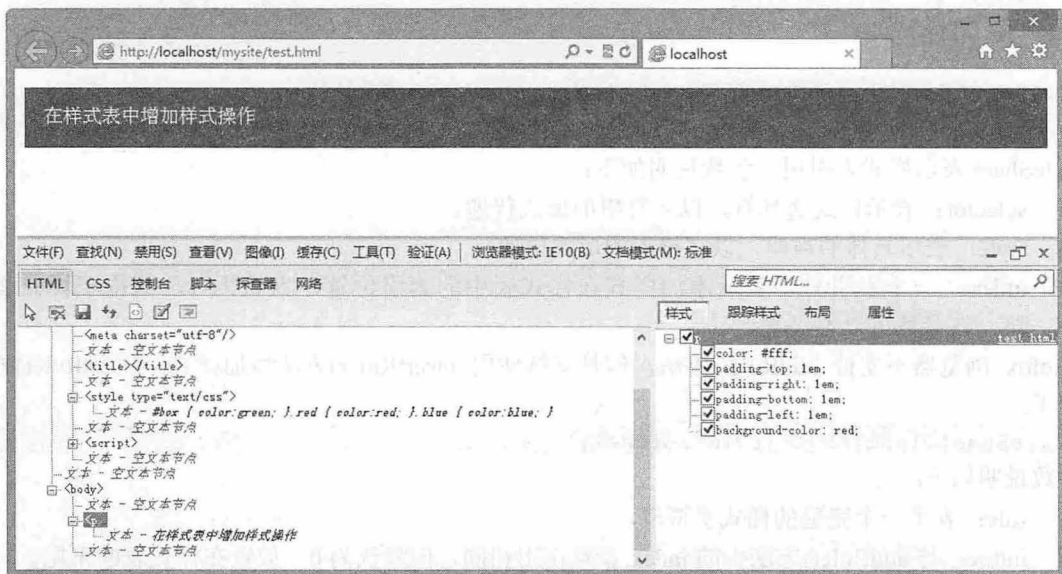 http://localhost/mysite/test.html
localhost
在样式表中增加样式操作
文件(F) 查找(N) 禁用(S) 查看(V) 图像(I) 缓存(C) 工具(T) 验证(A) 浏览器模式: IE10(B) 文档模式(M): 标准
HTML CSS 控制台 脚本 探查器 网络
搜索 HTML...
样式 跟踪样式 布局 属性
<meta charset="utf-8"/>
文本 - 空文本节点
<title></title>
文本 - 空文本节点
<style type="text/css">
文本 - #box { color:green; }.red { color:red; }.blue { color:blue; }
文本 - 空文本节点
<script>
文本 - 空文本节点
文本 - 空文本节点
<body>
文本 - 空文本节点
<p>
文本 - 在样式表中增加样式操作
文本 - 空文本节点
p test.html
color: #fff;
padding-top: 1em;
padding-right: 1em;
padding-bottom: 1em;
padding-left: 1em;
background-color: red;